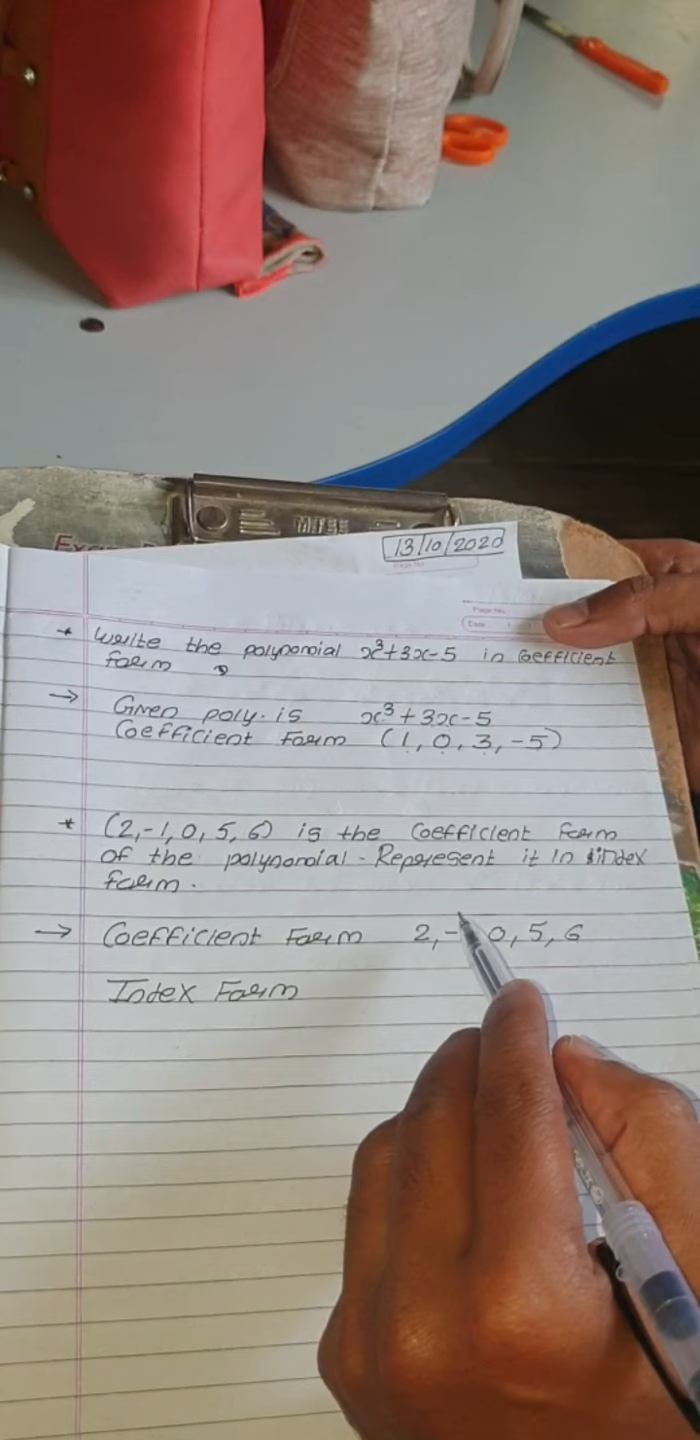 13/10/2020
Page No
* Write the polynomial x³+3x-5 in coefficient
form
→ Given poly. is x³+3x-5
Coefficient Form (1, 0, 3, -5)
* (2,-1,0, 5, 6) is the Coefficient form
of the polynomial. Represent it in index
form.
→ Coefficient Form 2,- 0, 5, 6
Index Form